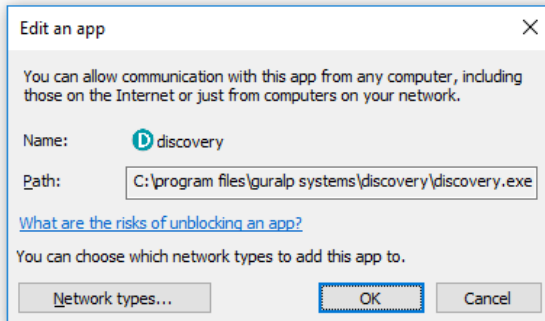 Edit an app
You can allow communication with this app from any computer, including
those on the Internet or just from computers on your network.
Name: D discovery
Path: C:\program files\guralp systems\discovery\discovery.exe
What are the risks of unblocking an app?
You can choose which network types to add this app to.
Network types... OK Cancel